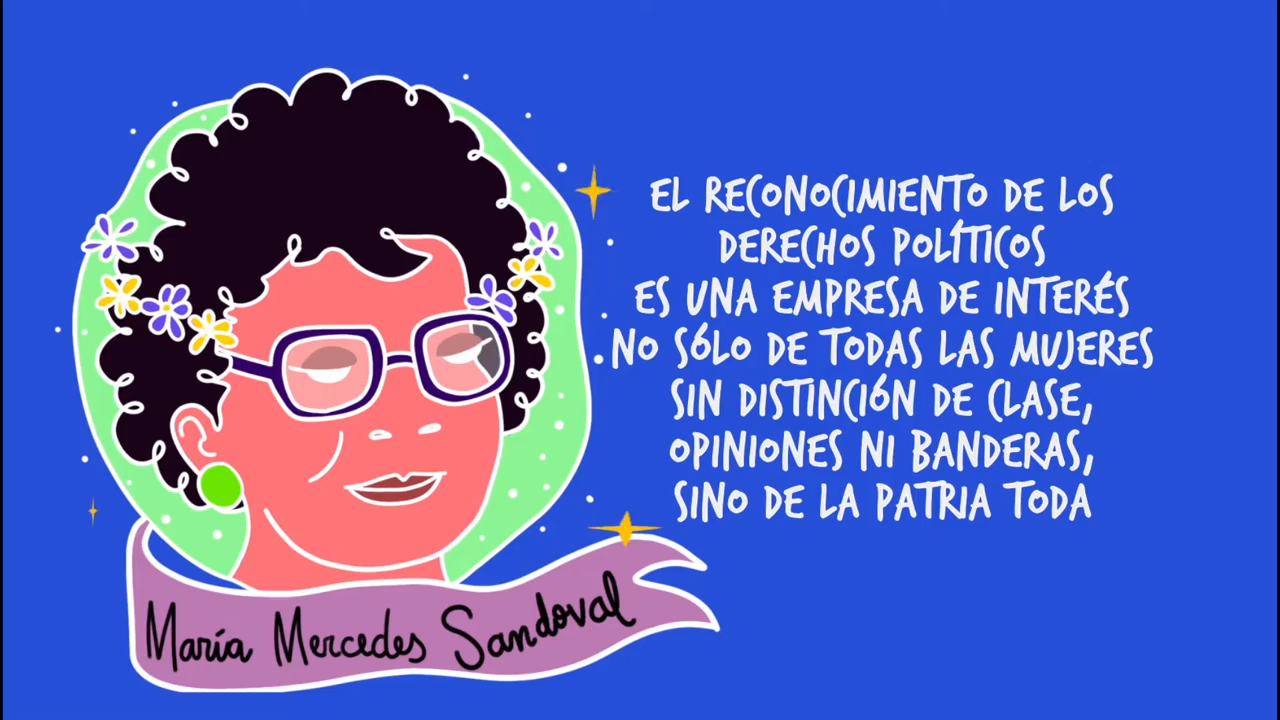 EL RECONOCIMIENTO DE LOS
DERECHOS POLÍTICOS
ES UNA EMPRESA DE INTERÉS
NO SÓLO DE TODAS LAS MUJERES
SIN DISTINCIÓN DE CLASE,
OPINIONES NI BANDERAS,
SINO DE LA PATRIA TODA
María Mercedes Sandoval